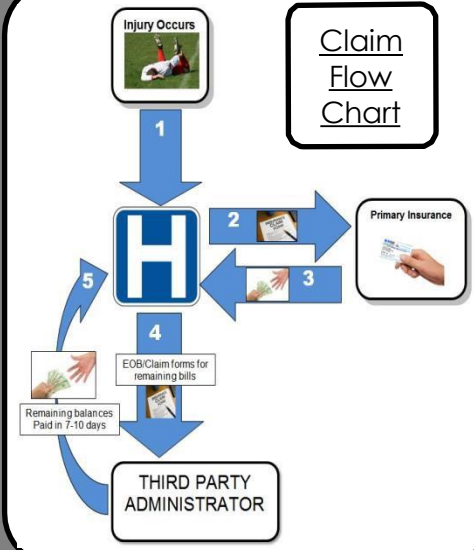 Injury Occurs
Claim
Flow
Chart
1
H
2
Primary Insurance
3
5
4
EOB/Claim forms for
remaining bills
Remaining balances
Paid in 7-10 days
THIRD PARTY
ADMINISTRATOR